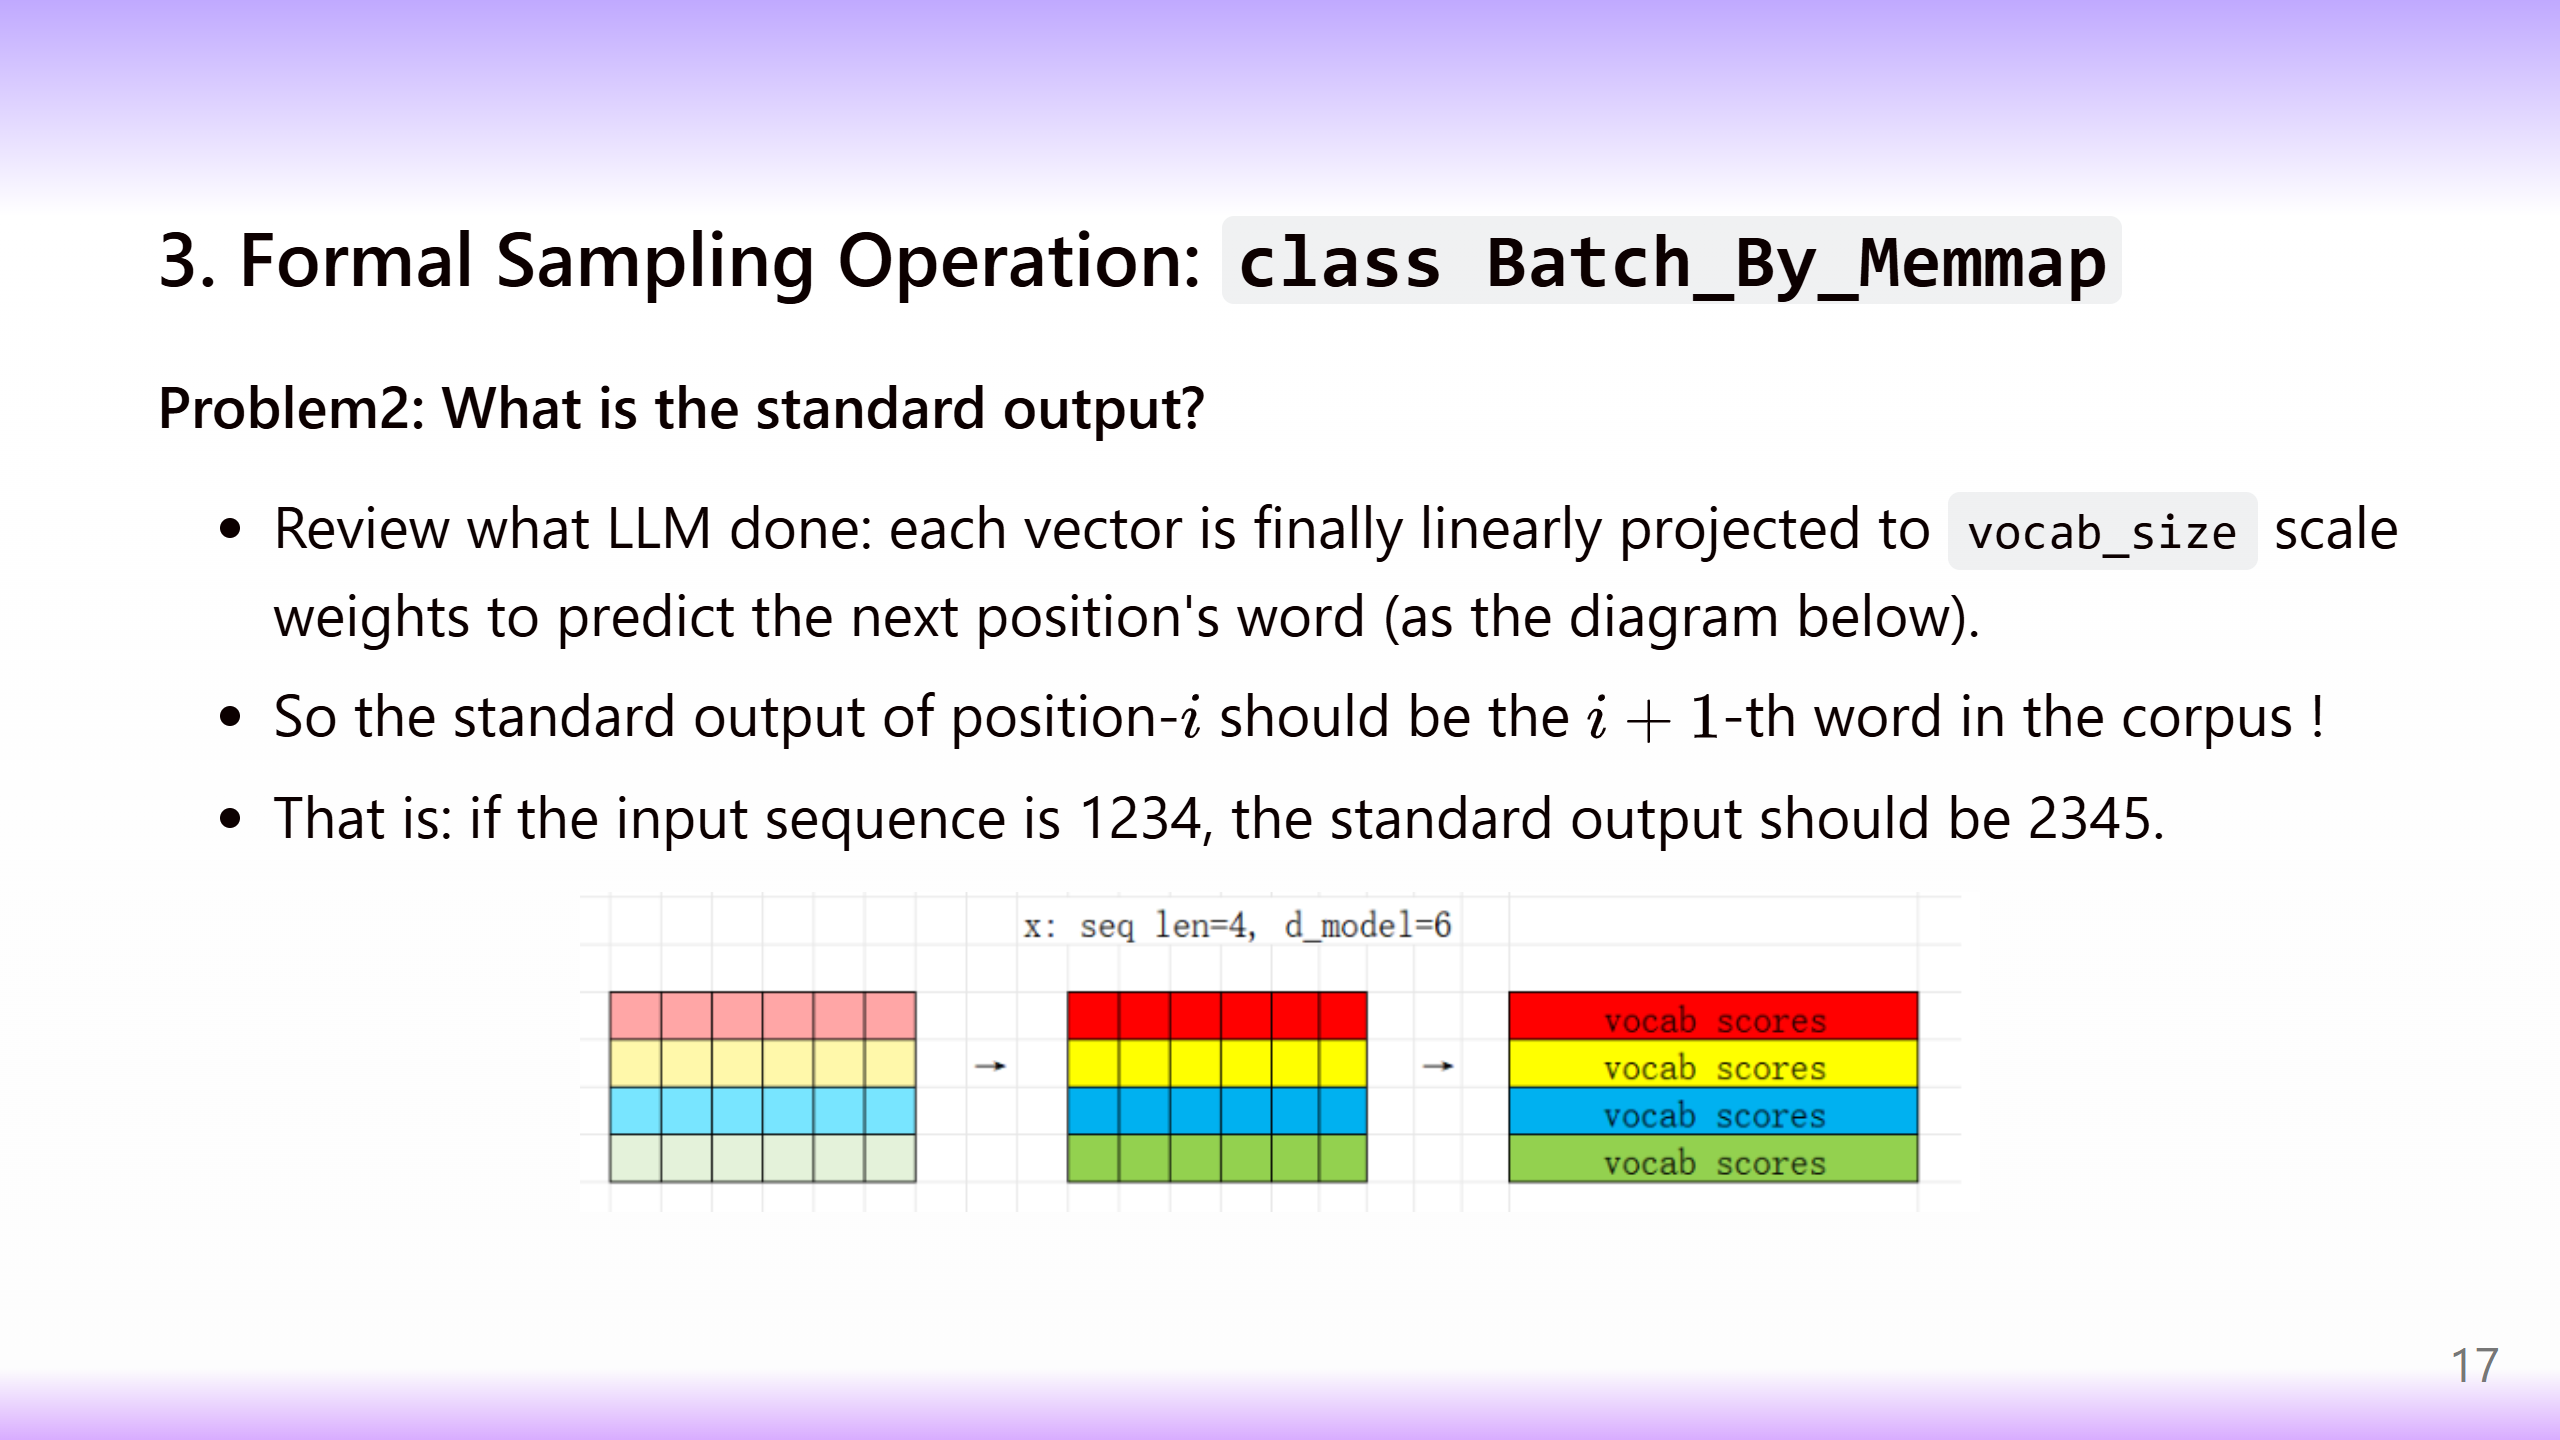 3. Formal Sampling Operation: class Batch_By_Memmap
Problem2: What is the standard output?
• Review what LLM done: each vector is finally linearly projected to vocab_size scale
weights to predict the next position's word (as the diagram below).
• So the standard output of position-i should be the i + 1-th word in the corpus !
• That is: if the input sequence is 1234, the standard output should be 2345.
x: seq len=4, d_model=6
→ →
vocab scores
vocab scores
vocab scores
vocab scores
17